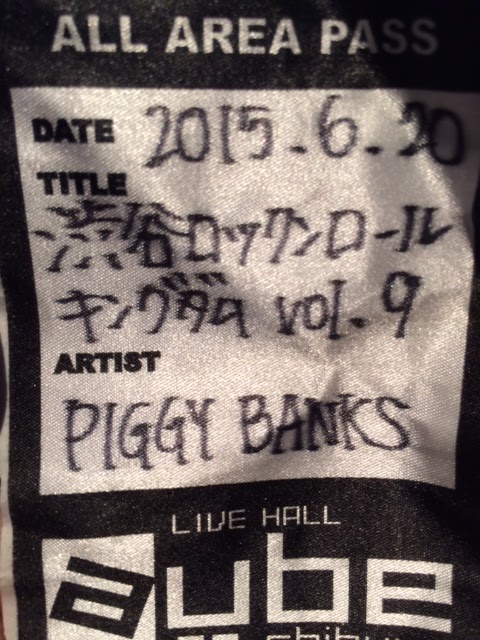 ALL AREA PASS
DATE 2015.6.20
TITLE
渋谷ロックンロール
キングダム vol.9
ARTIST
PIGGY BANKS
LIVE HALL
aube